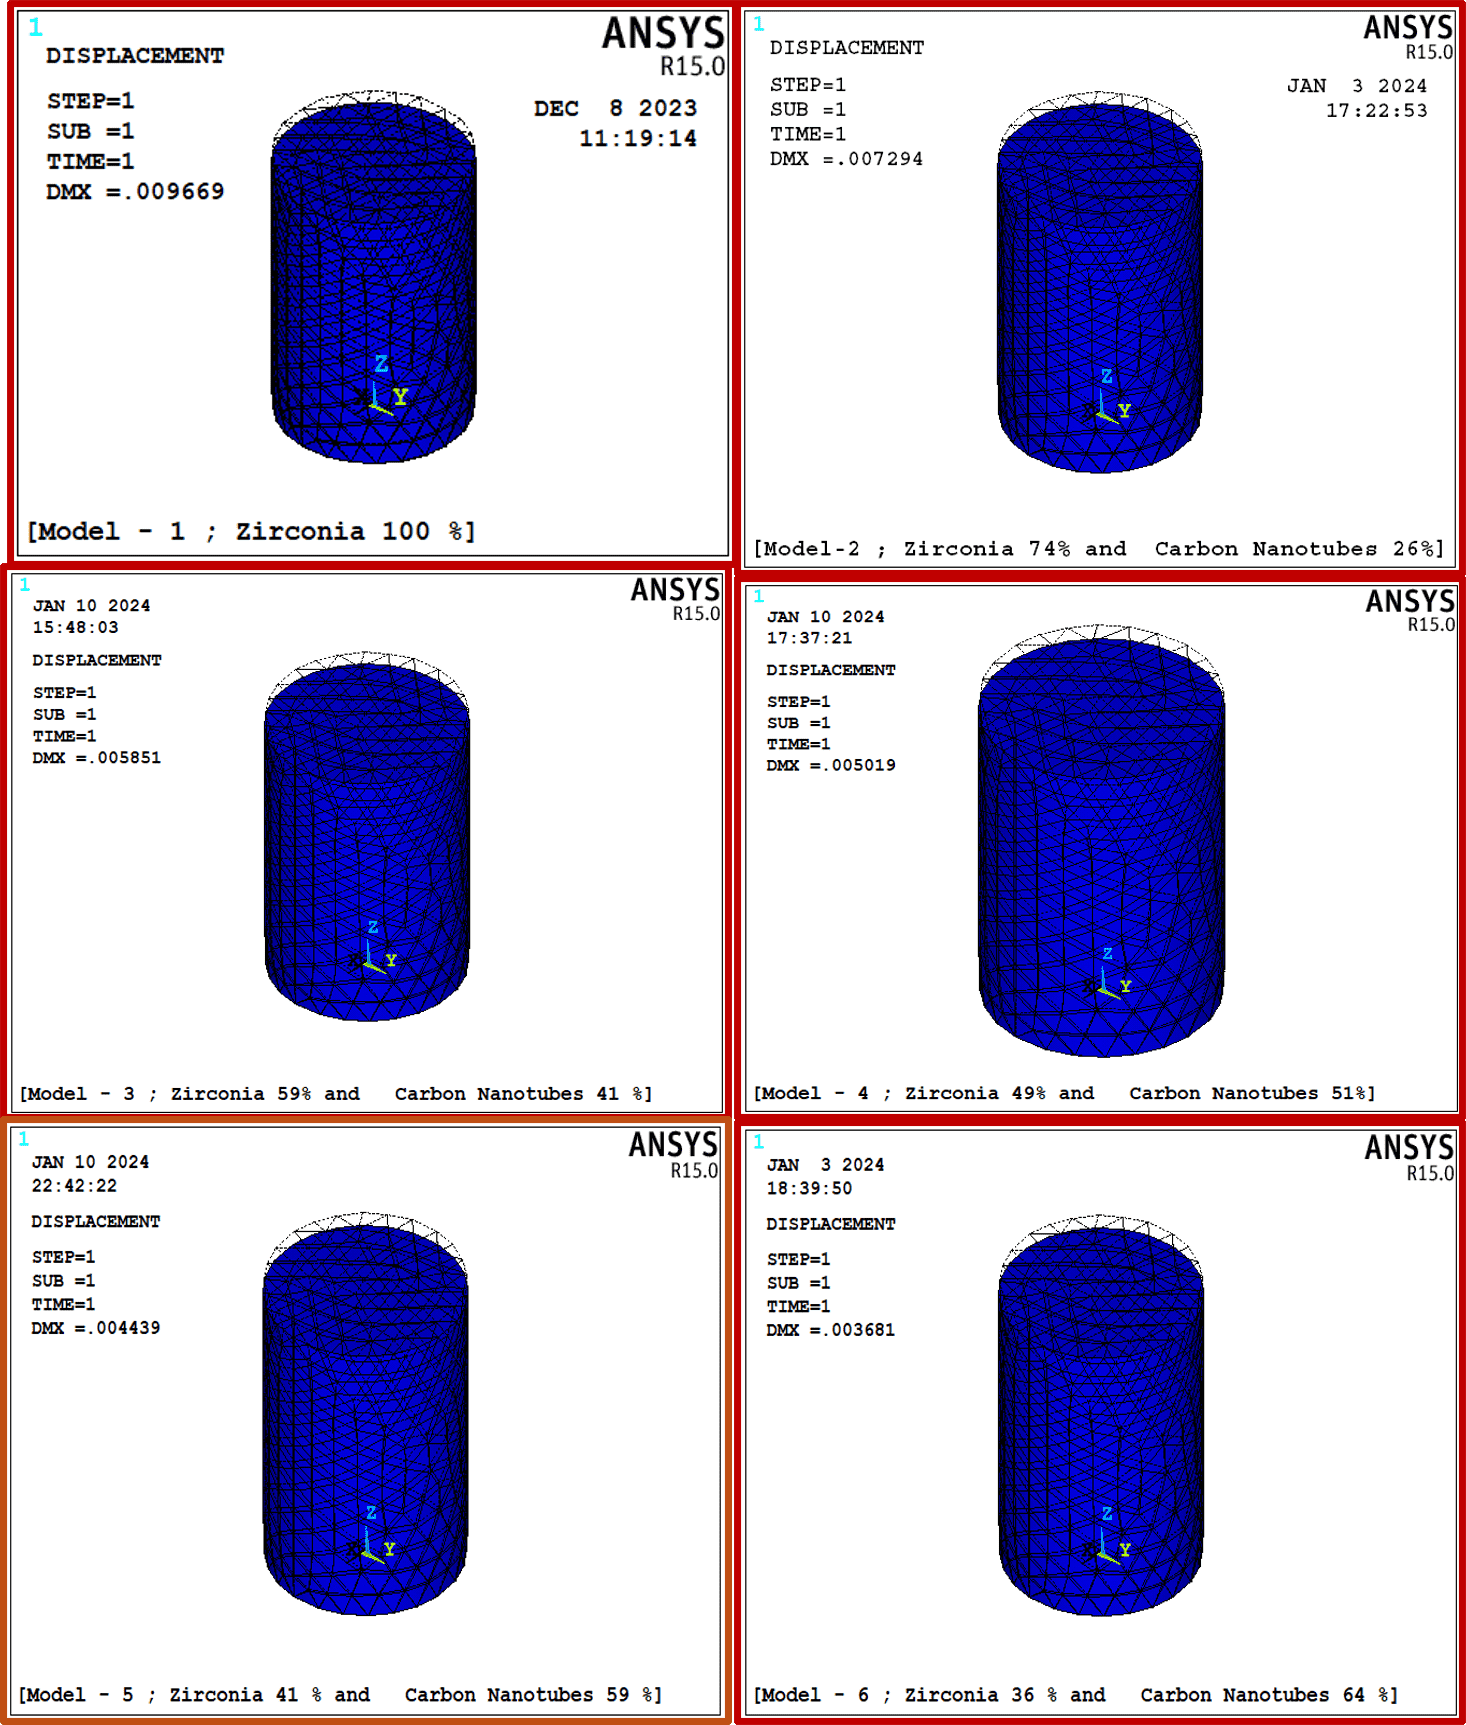 1
ANSYS
R15.0
DISPLACEMENT
DEC  8 2023
11:19:14
STEP=1
SUB =1
TIME=1
DMX =.009669
Z
X Y
[Model - 1 ; Zirconia 100 %]
1
ANSYS
R15.0
DISPLACEMENT
JAN  3 2024
17:22:53
STEP=1
SUB =1
TIME=1
DMX =.007294
Z
X Y
[Model-2 ; Zirconia 74% and  Carbon Nanotubes 26%]
1
ANSYS
R15.0
JAN 10 2024
15:48:03
DISPLACEMENT
STEP=1
SUB =1
TIME=1
DMX =.005851
Z
X Y
[Model - 3 ; Zirconia 59% and   Carbon Nanotubes 41 %]
1
ANSYS
R15.0
JAN 10 2024
17:37:21
DISPLACEMENT
STEP=1
SUB =1
TIME=1
DMX =.005019
Z
X Y
[Model - 4 ; Zirconia 49% and   Carbon Nanotubes 51%]
1
ANSYS
R15.0
JAN 10 2024
22:42:22
DISPLACEMENT
STEP=1
SUB =1
TIME=1
DMX =.004439
Z
X Y
[Model - 5 ; Zirconia 41 % and   Carbon Nanotubes 59 %]
1
ANSYS
R15.0
JAN  3 2024
18:39:50
DISPLACEMENT
STEP=1
SUB =1
TIME=1
DMX =.003681
Z
X Y
[Model - 6 ; Zirconia 36 % and   Carbon Nanotubes 64 %]